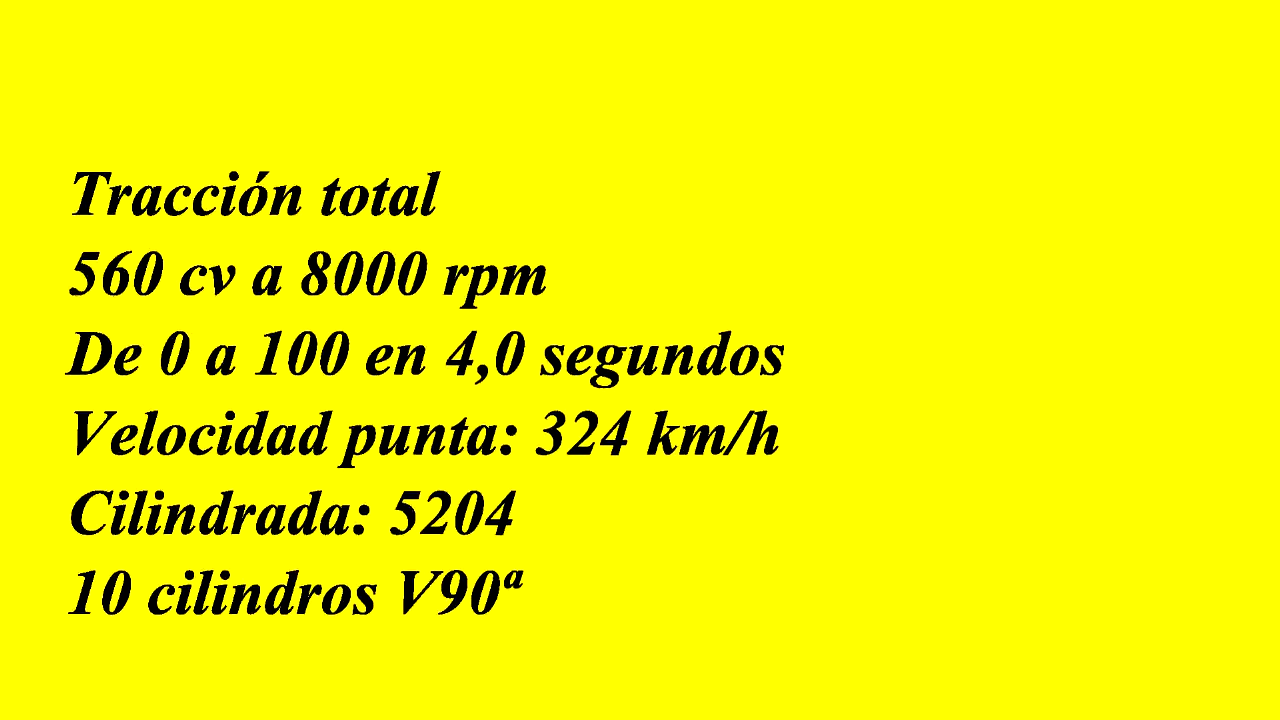 Tracción total
560 cv a 8000 rpm
De 0 a 100 en 4,0 segundos
Velocidad punta: 324 km/h
Cilindrada: 5204
10 cilindros V90ª